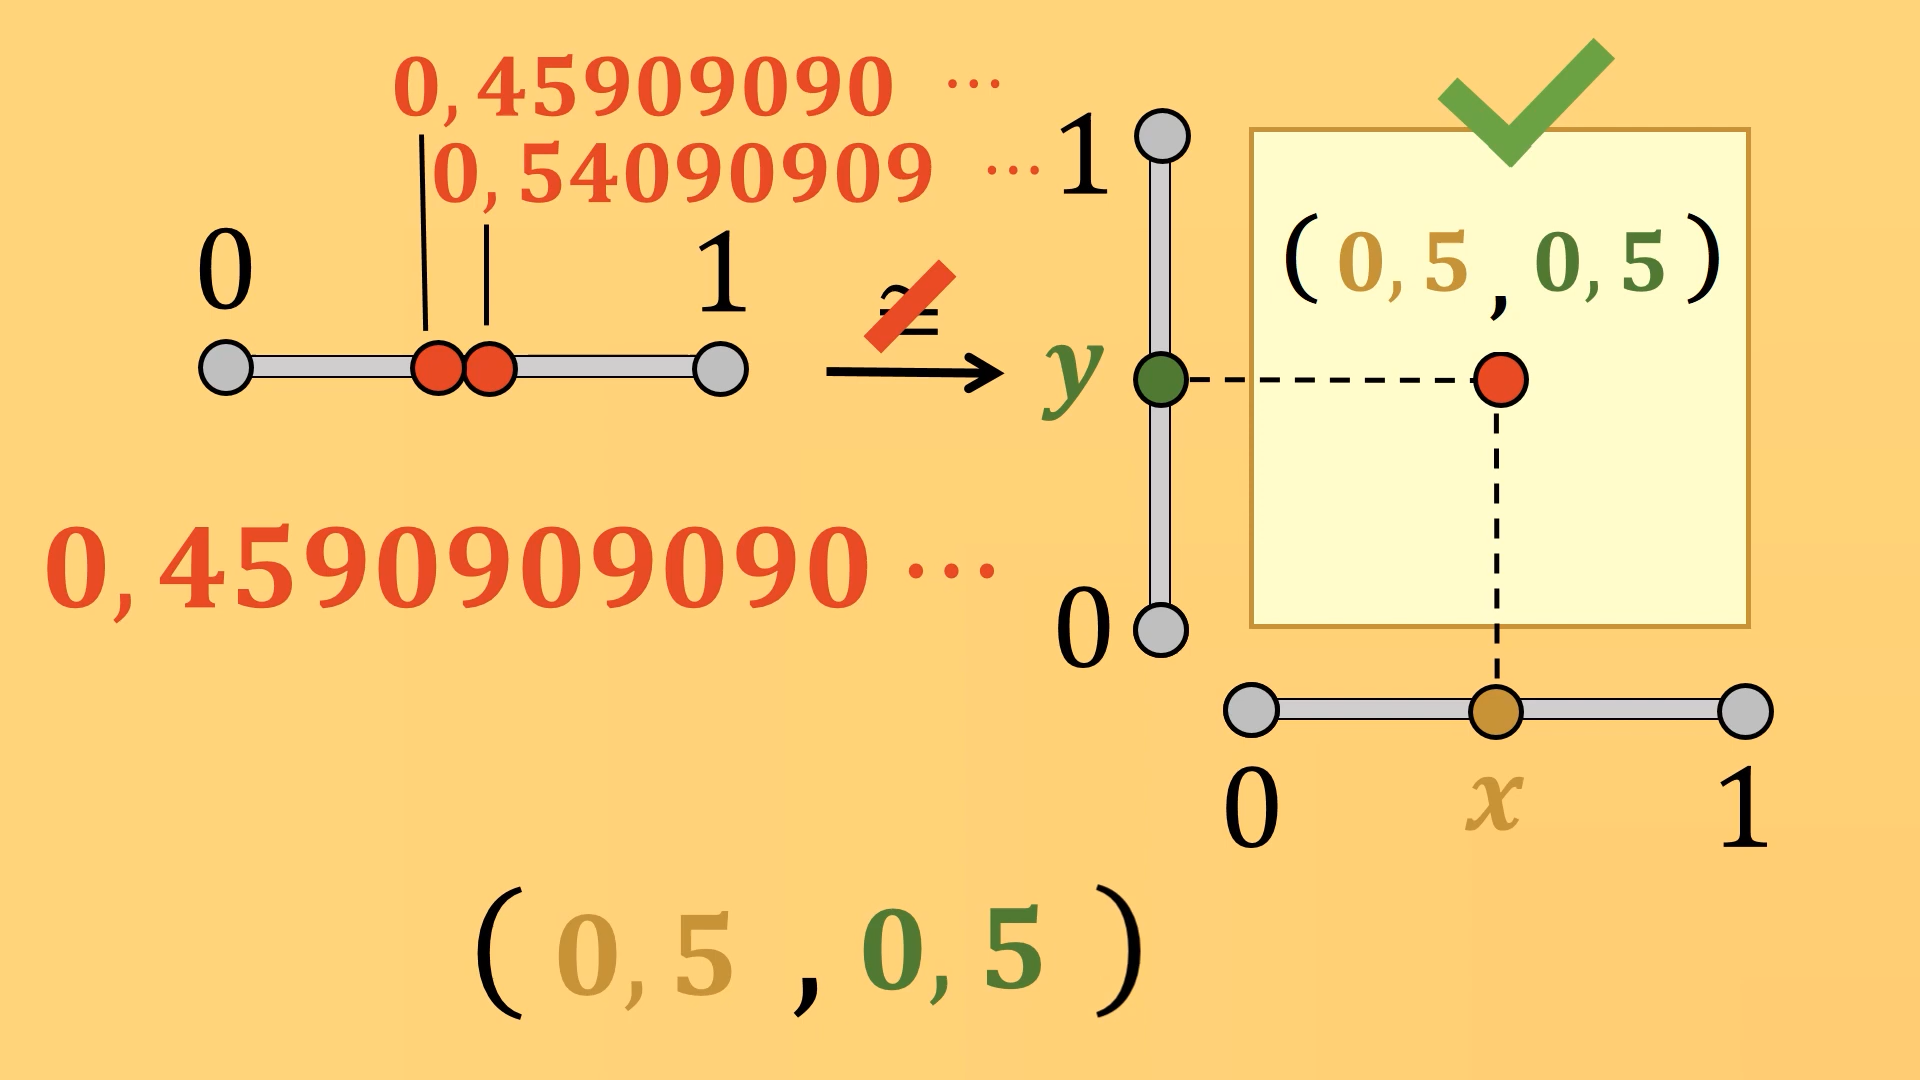 0,45909090 ···
0,54090909 ···
0 1
≇
0,4590909090 ···
1
y
0
(0,5 , 0,5)
0 x 1
(0,5 , 0,5)